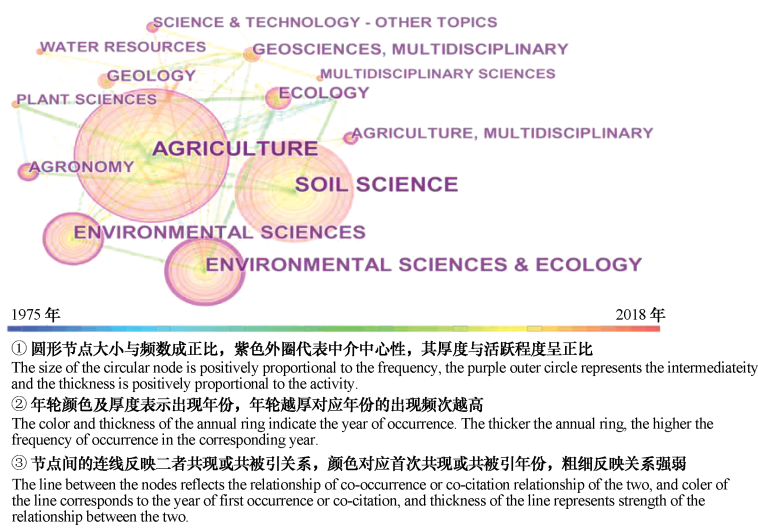 SCIENCE & TECHNOLOGY - OTHER TOPICS
WATER RESOURCES
GEOSCIENCES, MULTIDISCIPLINARY
GEOLOGY
MULTIDISCIPLINARY SCIENCES
ECOLOGY
PLANT SCIENCES
AGRICULTURE, MULTIDISCIPLINARY
AGRICULTURE
AGRONOMY
SOIL SCIENCE
ENVIRONMENTAL SCIENCES
ENVIRONMENTAL SCIENCES & ECOLOGY
1975 年
2018 年
① 圆形节点大小与频数成正比，紫色外圈代表中介中心性，其厚度与活跃程度呈正比
The size of the circular node is positively proportional to the frequency, the purple outer circle represents the intermediateity
and the thickness is positively proportional to the activity.
② 年轮颜色及厚度表示出现年份，年轮越厚对应年份的出现频次越高
The color and thickness of the annual ring indicate the year of occurrence. The thicker the annual ring, the higher the
frequency of occurrence in the corresponding year.
③ 节点间的连线反映二者共现或共被引关系，颜色对应首次共现或共被引年份，粗细反映关系强弱
The line between the nodes reflects the relationship of co-occurrence or co-citation relationship of the two, and coler of
the line corresponds to the year of first occurrence or co-citation, and thickness of the line represents strength of the
relationship between the two.